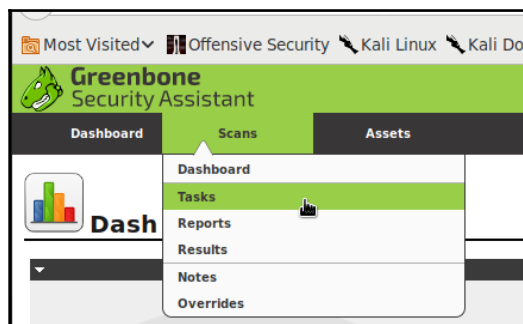 Most Visited Offensive Security Kali Linux Kali Do
Greenbone
Security Assistant
Dashboard Scans Assets
Dashboard
Tasks
Dash
Reports
Results
Notes
Overrides